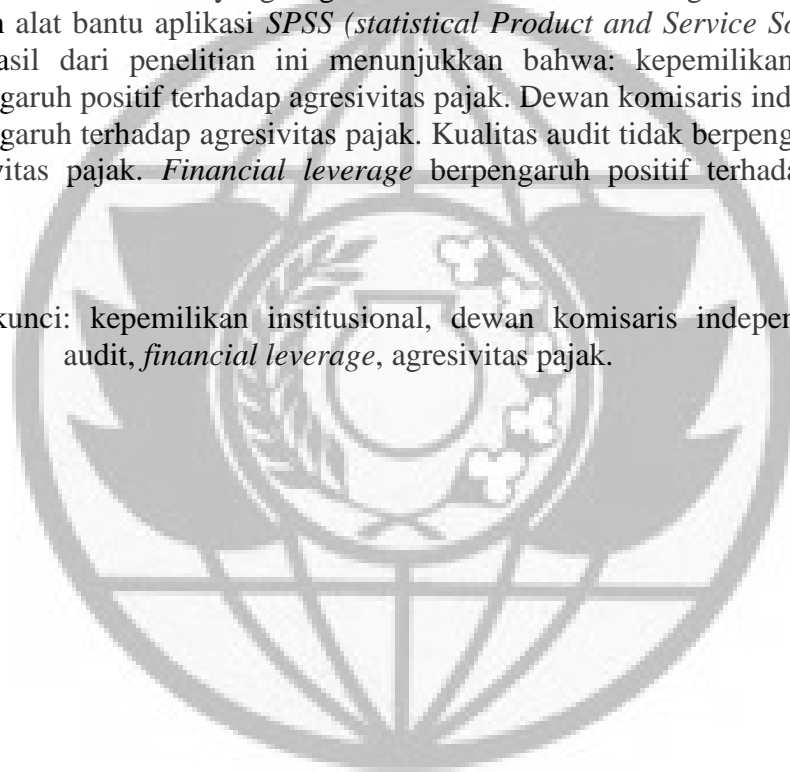 alat bantu aplikasi SPSS (statistical Product and Service So
asil dari penelitian ini menunjukkan bahwa: kepemilikan
garuh positif terhadap agresivitas pajak. Dewan komisaris ind
garuh terhadap agresivitas pajak. Kualitas audit tidak berpeng
vitas pajak. Financial leverage berpengaruh positif terhada
kunci: kepemilikan institusional, dewan komisaris indepen
audit, financial leverage, agresivitas pajak.